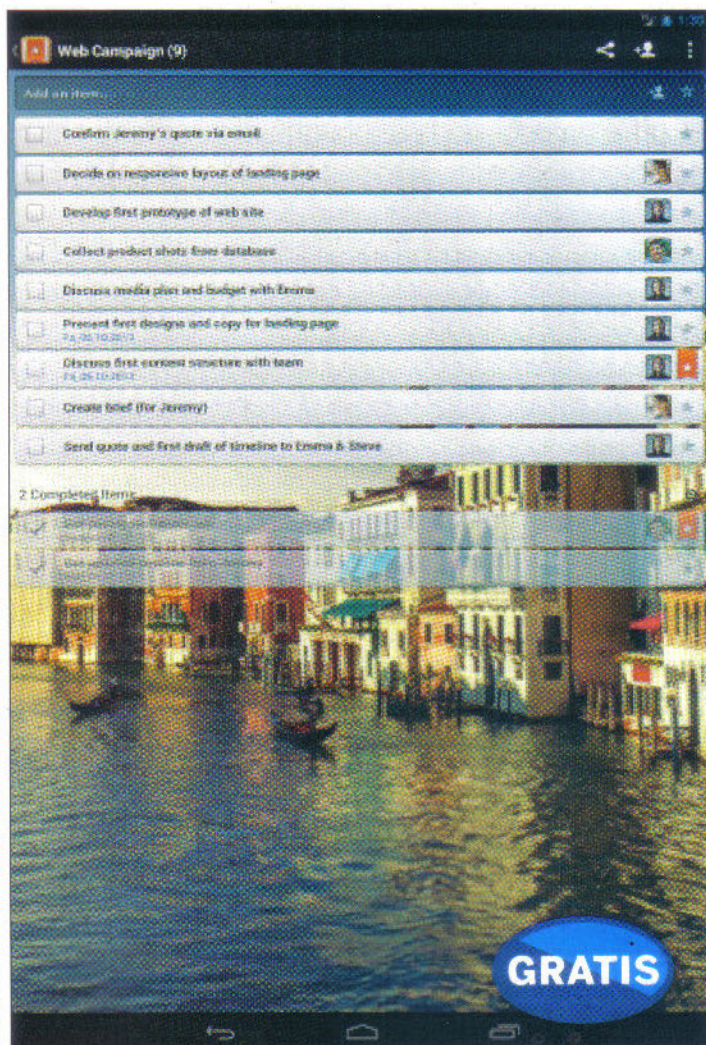 1:30
Web Campaign (9)
Add an item...
Confirm Jeremy's quote via email
Decide on responsive layout of landing page
Develop first prototype of web site
Collect product shots from database
Discuss media plan and budget with Emma
Present first designs and copy for landing page
Discuss first content structure with team
Create brief (for Jeremy)
Send quote and first draft of timeline to Emma & Steve
2 Completed Items
GRATIS